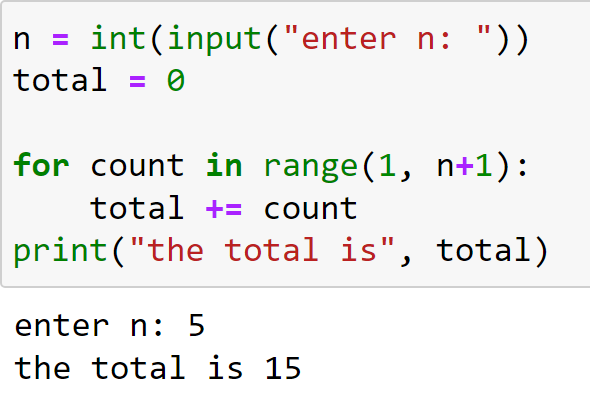 n = int(input("enter n: "))
total = 0
for count in range(1, n+1):
    total += count
print("the total is", total)
enter n: 5
the total is 15